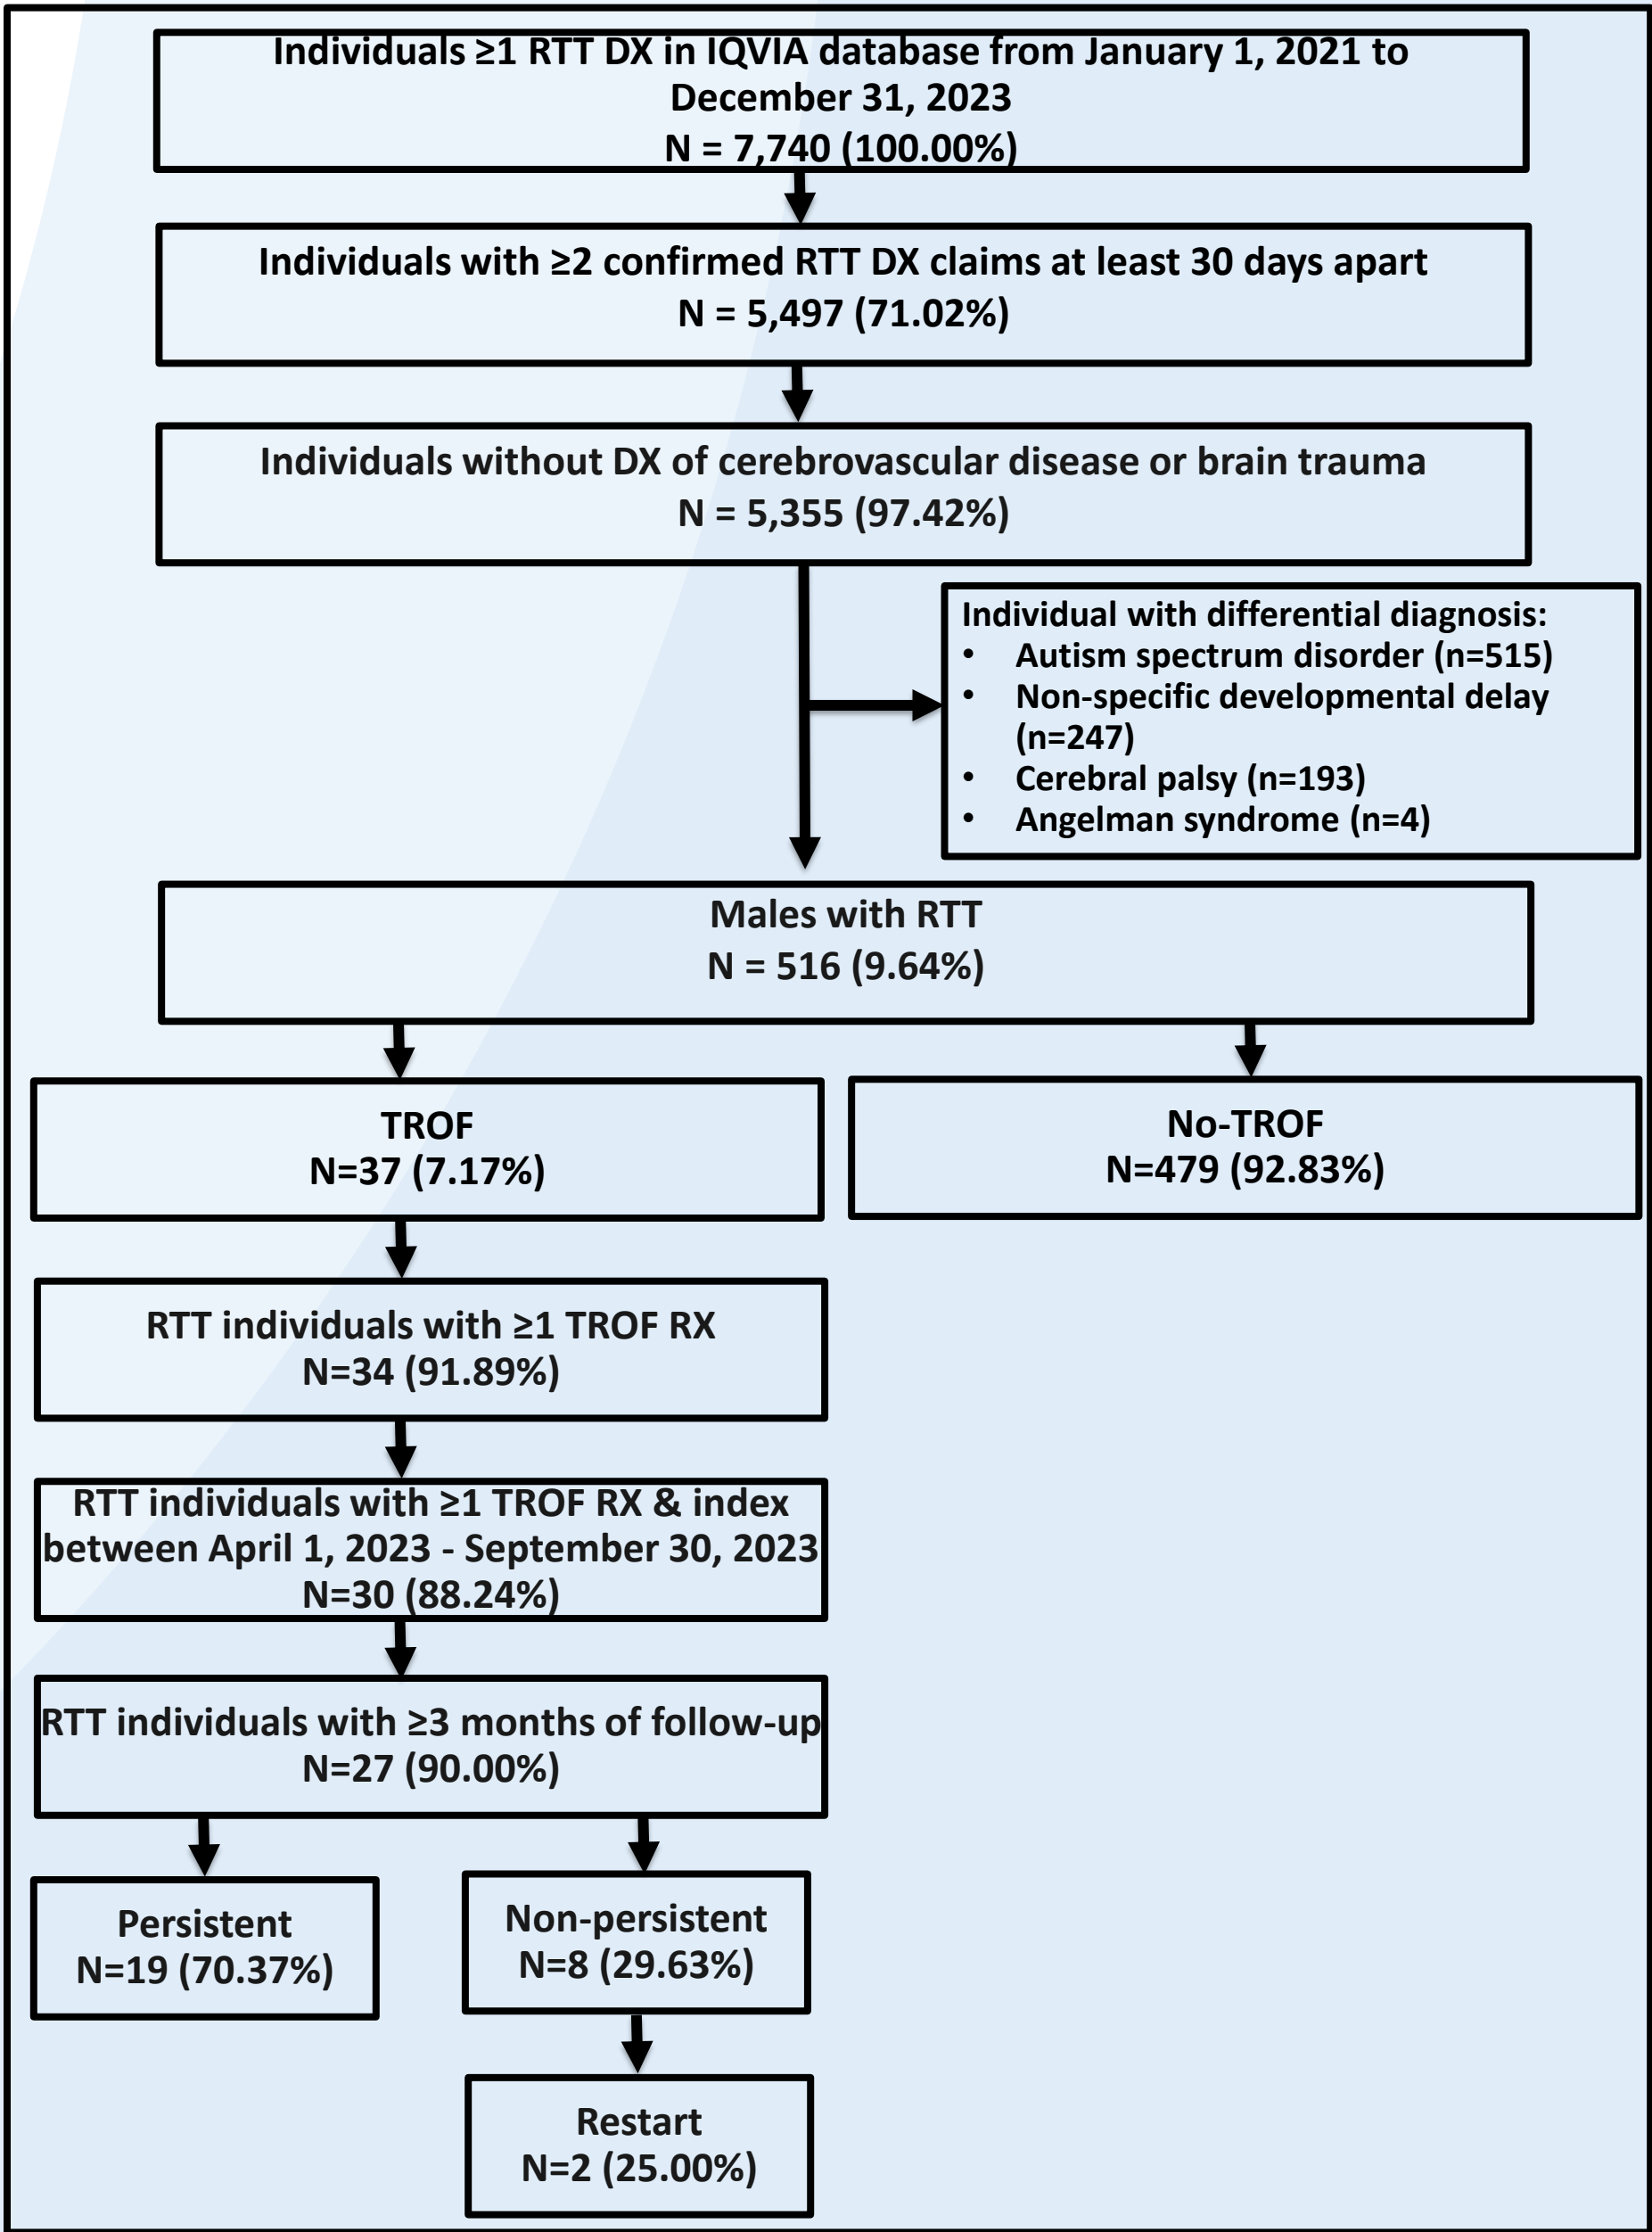 Individuals ≥1 RTT DX in IQVIA database from January 1, 2021 to
December 31, 2023
N = 7,740 (100.00%)
Individuals with ≥2 confirmed RTT DX claims at least 30 days apart
N = 5,497 (71.02%)
Individuals without DX of cerebrovascular disease or brain trauma
N = 5,355 (97.42%)
Individual with differential diagnosis:
• Autism spectrum disorder (n=515)
• Non-specific developmental delay
(n=247)
• Cerebral palsy (n=193)
• Angelman syndrome (n=4)
Males with RTT
N = 516 (9.64%)
TROF
N=37 (7.17%)
No-TROF
N=479 (92.83%)
RTT individuals with ≥1 TROF RX
N=34 (91.89%)
RTT individuals with ≥1 TROF RX & index
between April 1, 2023 - September 30, 2023
N=30 (88.24%)
RTT individuals with ≥3 months of follow-up
N=27 (90.00%)
Persistent
N=19 (70.37%)
Non-persistent
N=8 (29.63%)
Restart
N=2 (25.00%)